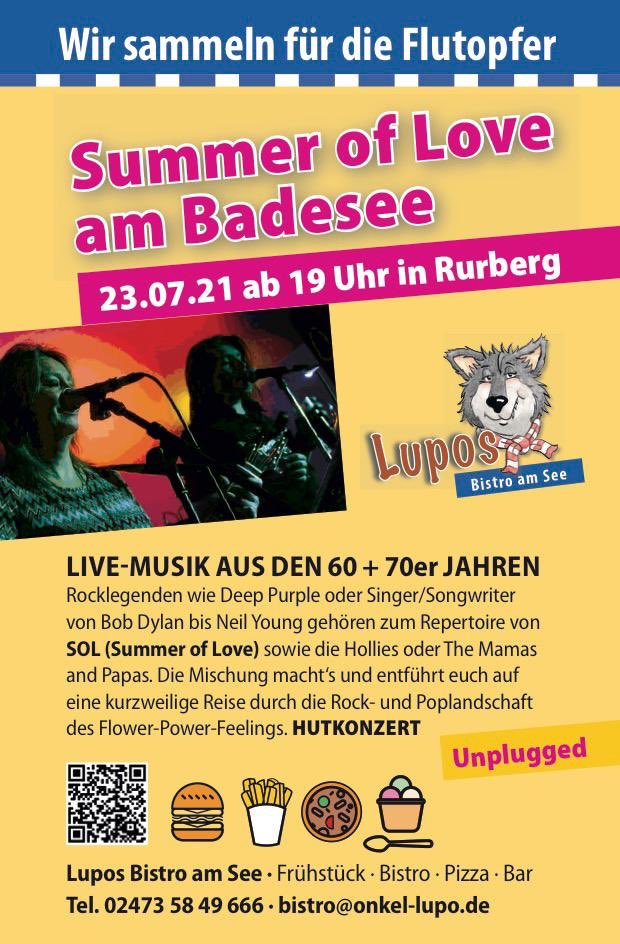 Wir sammeln für die Flutopfer
Summer of Love
am Badesee
23.07.21 ab 19 Uhr in Rurberg
Lupos
Bistro am See
LIVE-MUSIK AUS DEN 60 + 70er JAHREN
Rocklegenden wie Deep Purple oder Singer/Songwriter
von Bob Dylan bis Neil Young gehören zum Repertoire von
SOL (Summer of Love) sowie die Hollies oder The Mamas
and Papas. Die Mischung macht‘s und entführt euch auf
eine kurzweilige Reise durch die Rock- und Poplandschaft
des Flower-Power-Feelings. HUTKONZERT
Unplugged
Lupos Bistro am See • Frühstück · Bistro · Pizza · Bar
Tel. 02473 58 49 666 · bistro@onkel-lupo.de